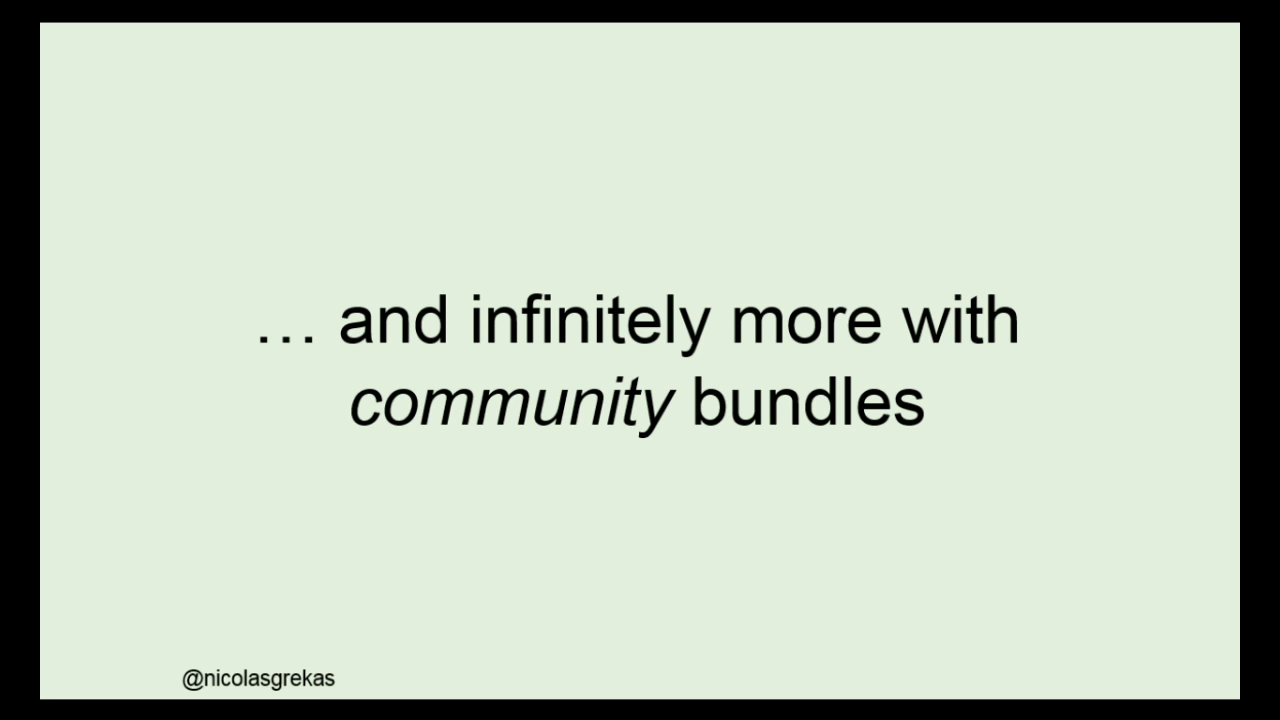 … and infinitely more with
community bundles
@nicolasgrekas